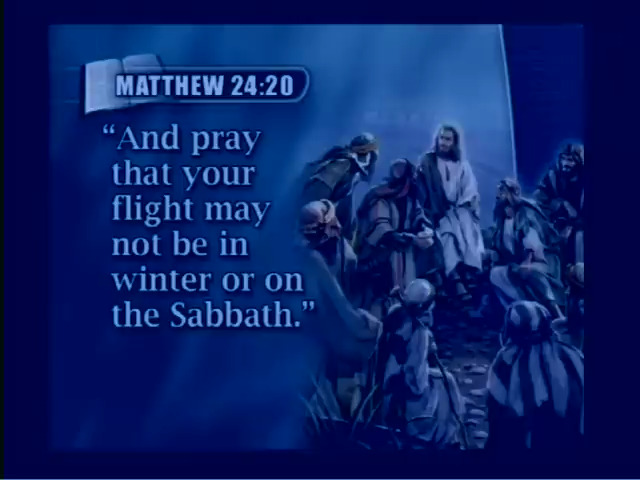 MATTHEW 24:20
“And pray
that your
flight may
not be in
winter or on
the Sabbath.”